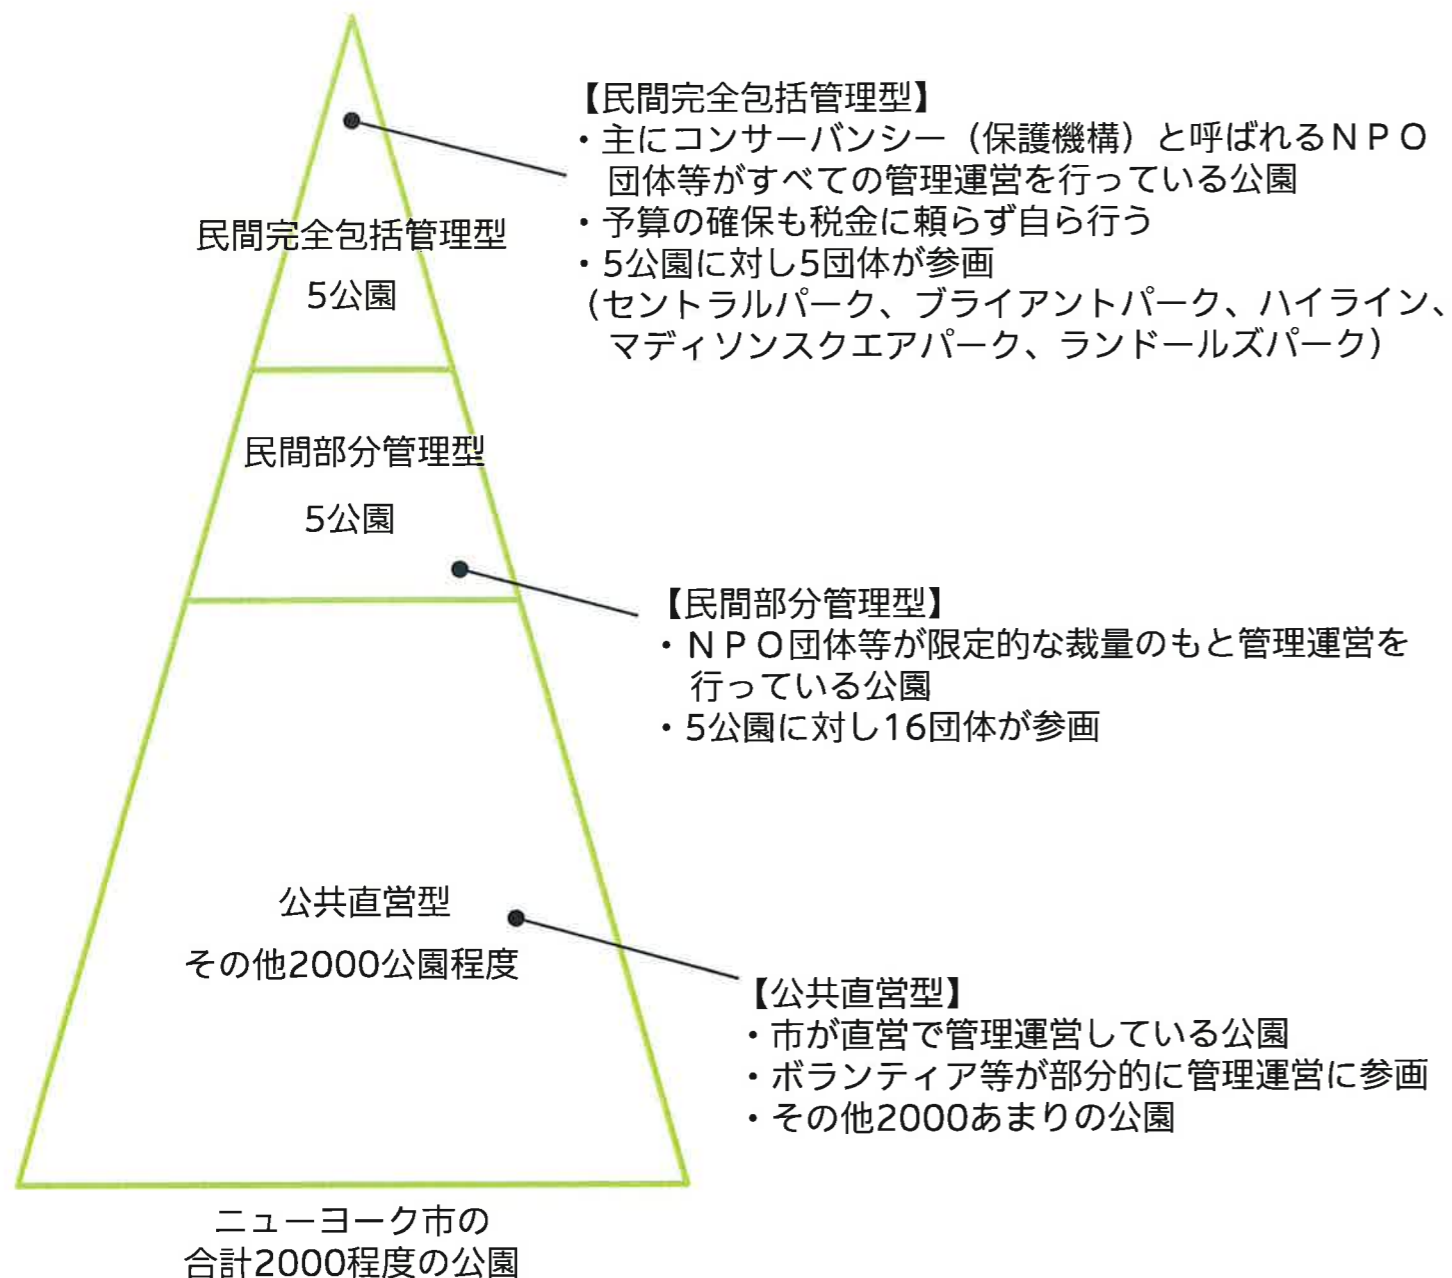 【民間完全包括管理型】
・主にコンサーバンシー（保護機構）と呼ばれるＮＰＯ
団体等がすべての管理運営を行っている公園
・予算の確保も税金に頼らず自ら行う
・5公園に対し5団体が参画
（セントラルパーク、ブライアントパーク、ハイライン、
マディソンスクエアパーク、ランドールズパーク）
民間完全包括管理型
5公園
民間部分管理型
5公園
【民間部分管理型】
・ＮＰＯ団体等が限定的な裁量のもと管理運営を
行っている公園
・5公園に対し16団体が参画
公共直営型
その他2000公園程度
【公共直営型】
・市が直営で管理運営している公園
・ボランティア等が部分的に管理運営に参画
・その他2000あまりの公園
ニューヨーク市の
合計2000程度の公園